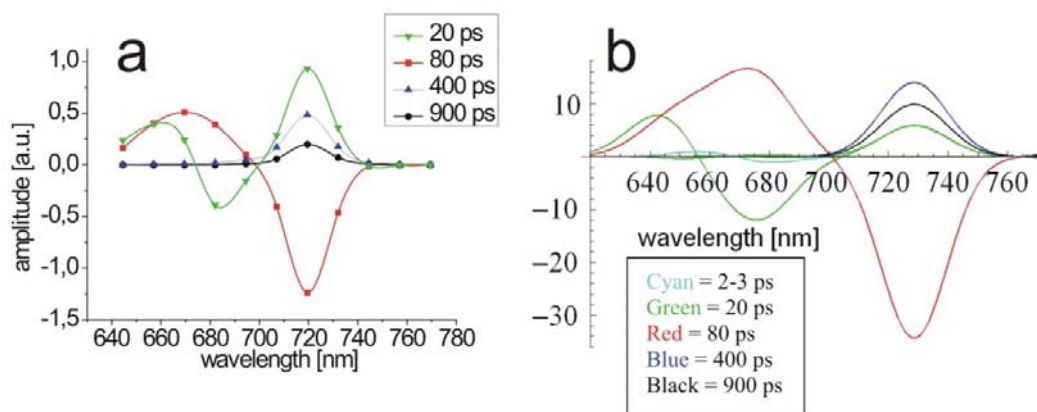 a
20 ps
80 ps
400 ps
900 ps
1,0
0,5
0,0
-0,5
-1,0
-1,5
amplitude [a.u.]
640 660 680 700 720 740 760 780
wavelength [nm]
b
10
640 660 680 700 720 740 760
-10
-20
-30
wavelength [nm]
Cyan = 2-3 ps
Green = 20 ps
Red = 80 ps
Blue = 400 ps
Black = 900 ps